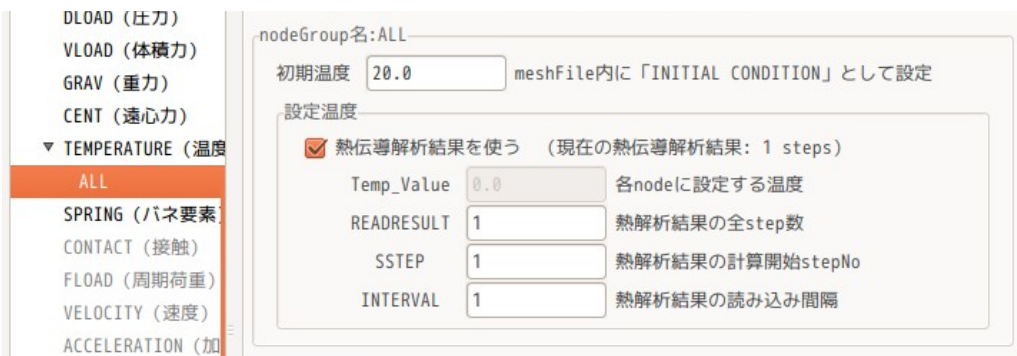 DLOAD (圧力)
VLOAD (体積力)
GRAV (重力)
CENT (遠心力)
▼ TEMPERATURE (温度
ALL
SPRING (バネ要素
CONTACT (接触)
FLOAD (周期荷重)
VELOCITY (速度)
ACCELERATION (加
nodeGroup名:ALL
初期温度 20.0 meshFile内に「INITIAL CONDITION」として設定
設定温度
熱伝導解析結果を使う (現在の熱伝導解析結果: 1 steps)
Temp_Value 0.0 各nodeに設定する温度
READRESULT 1 熱解析結果の全step数
SSTEP 1 熱解析結果の計算開始stepNo
INTERVAL 1 熱解析結果の読み込み間隔